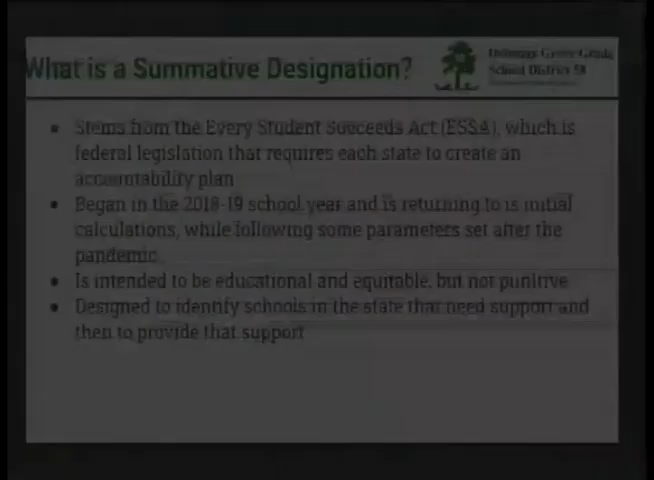 What is a Summative Designation?
Downers Grove Grade
School District 58
• Stems from the Every Student Succeeds Act (ESSA), which is
federal legislation that requires each state to create an
accountability plan
• Began in the 2018-19 school year and is returning to is initial
calculations, while following some parameters set after the
pandemic
• Is intended to be educational and equitable, but not punitive
• Designed to identify schools in the state that need support and
then to provide that support